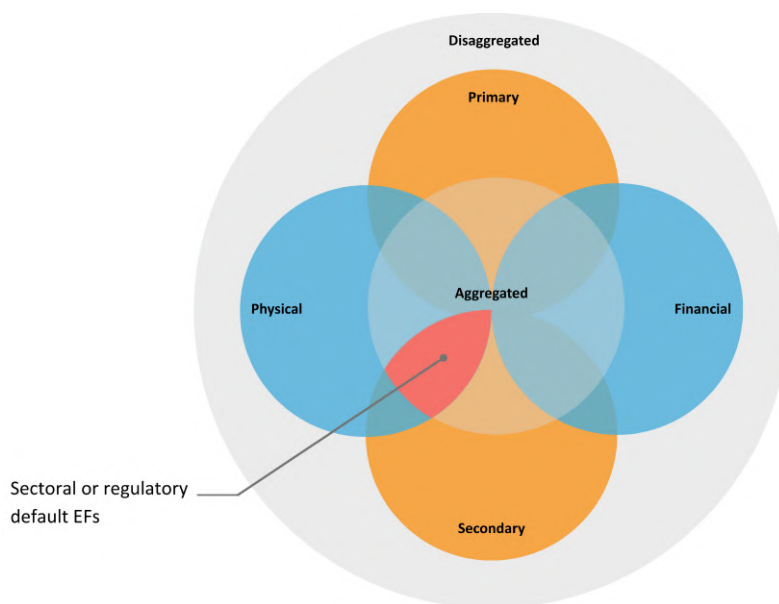 Disaggregated
Primary
Aggregated
Physical
Financial
Sectoral or regulatory
default EFs
Secondary